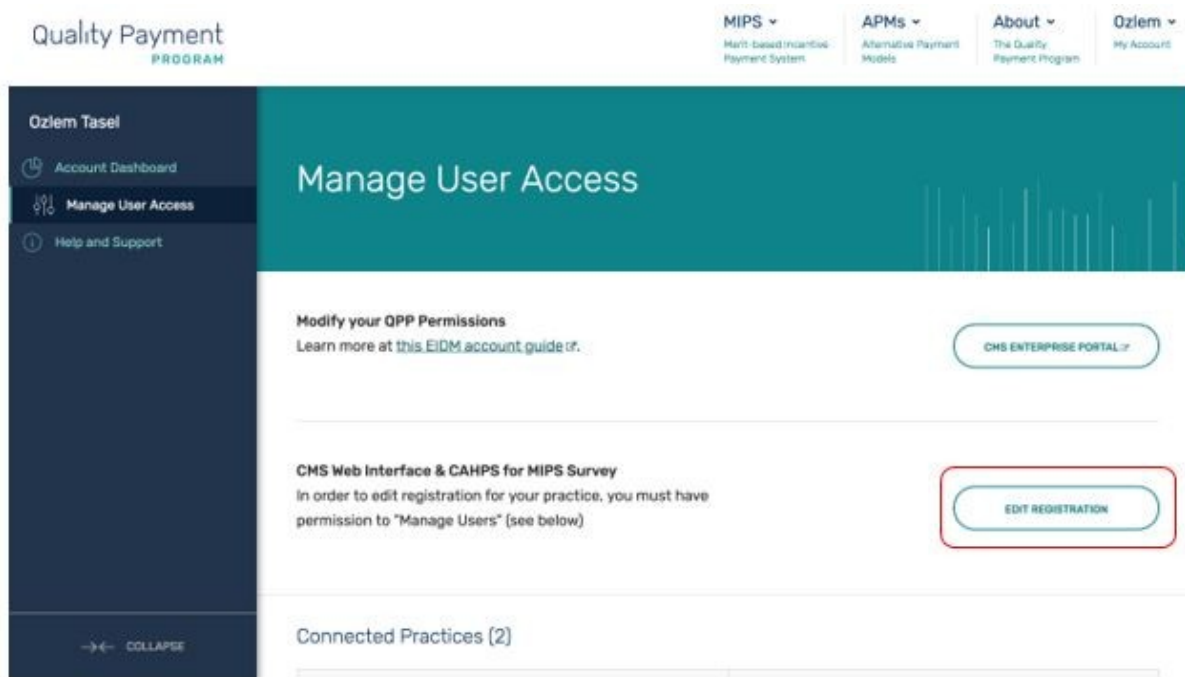 Quality Payment
PROGRAM
MIPS
Merit-based Incentive
Payment System
APMs
Alternative Payment
Models
About
The Quality
Payment Program
Ozlem
My Account
Ozlem Tasel
Account Dashboard
Manage User Access
Help and Support
COLLAPSE
Manage User Access
Modify your QPP Permissions
Learn more at this EIDM account guide.
CMS ENTERPRISE PORTAL
CMS Web Interface & CAHPS for MIPS Survey
In order to edit registration for your practice, you must have
permission to "Manage Users" (see below)
EDIT REGISTRATION
Connected Practices (2)